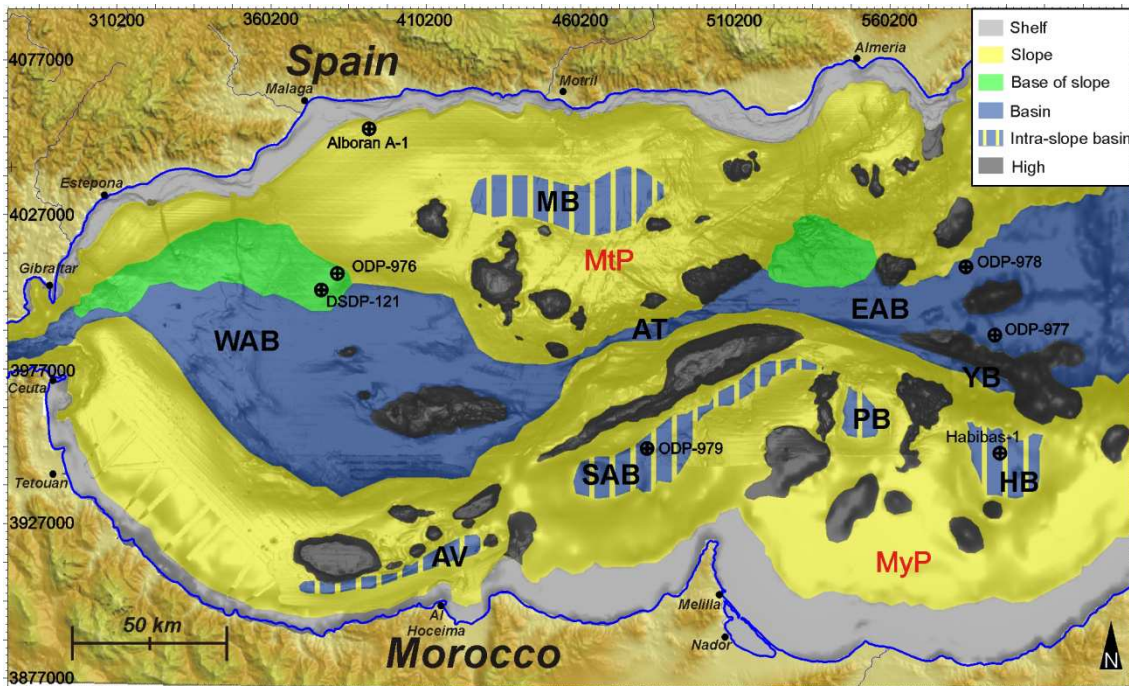 310200
360200
410200
460200
510200
560200
4077000
4027000
3977000
3927000
3877000
Spain
Malaga
Motril
Almeria
Shelf
Slope
Base of slope
Basin
Intra-slope basin
High
Alboran A-1
Estepona
MB
Gibraltar
MtP
ODP-976
ODP-978
DSDP-121
EAB
WAB
AT
ODP-977
Ceuta
YB
PB
Habibas-1
ODP-979
SAB
HB
Tetouan
AV
MyP
50 km
Al
Hoceima
Melilla
Nador
Morocco
N